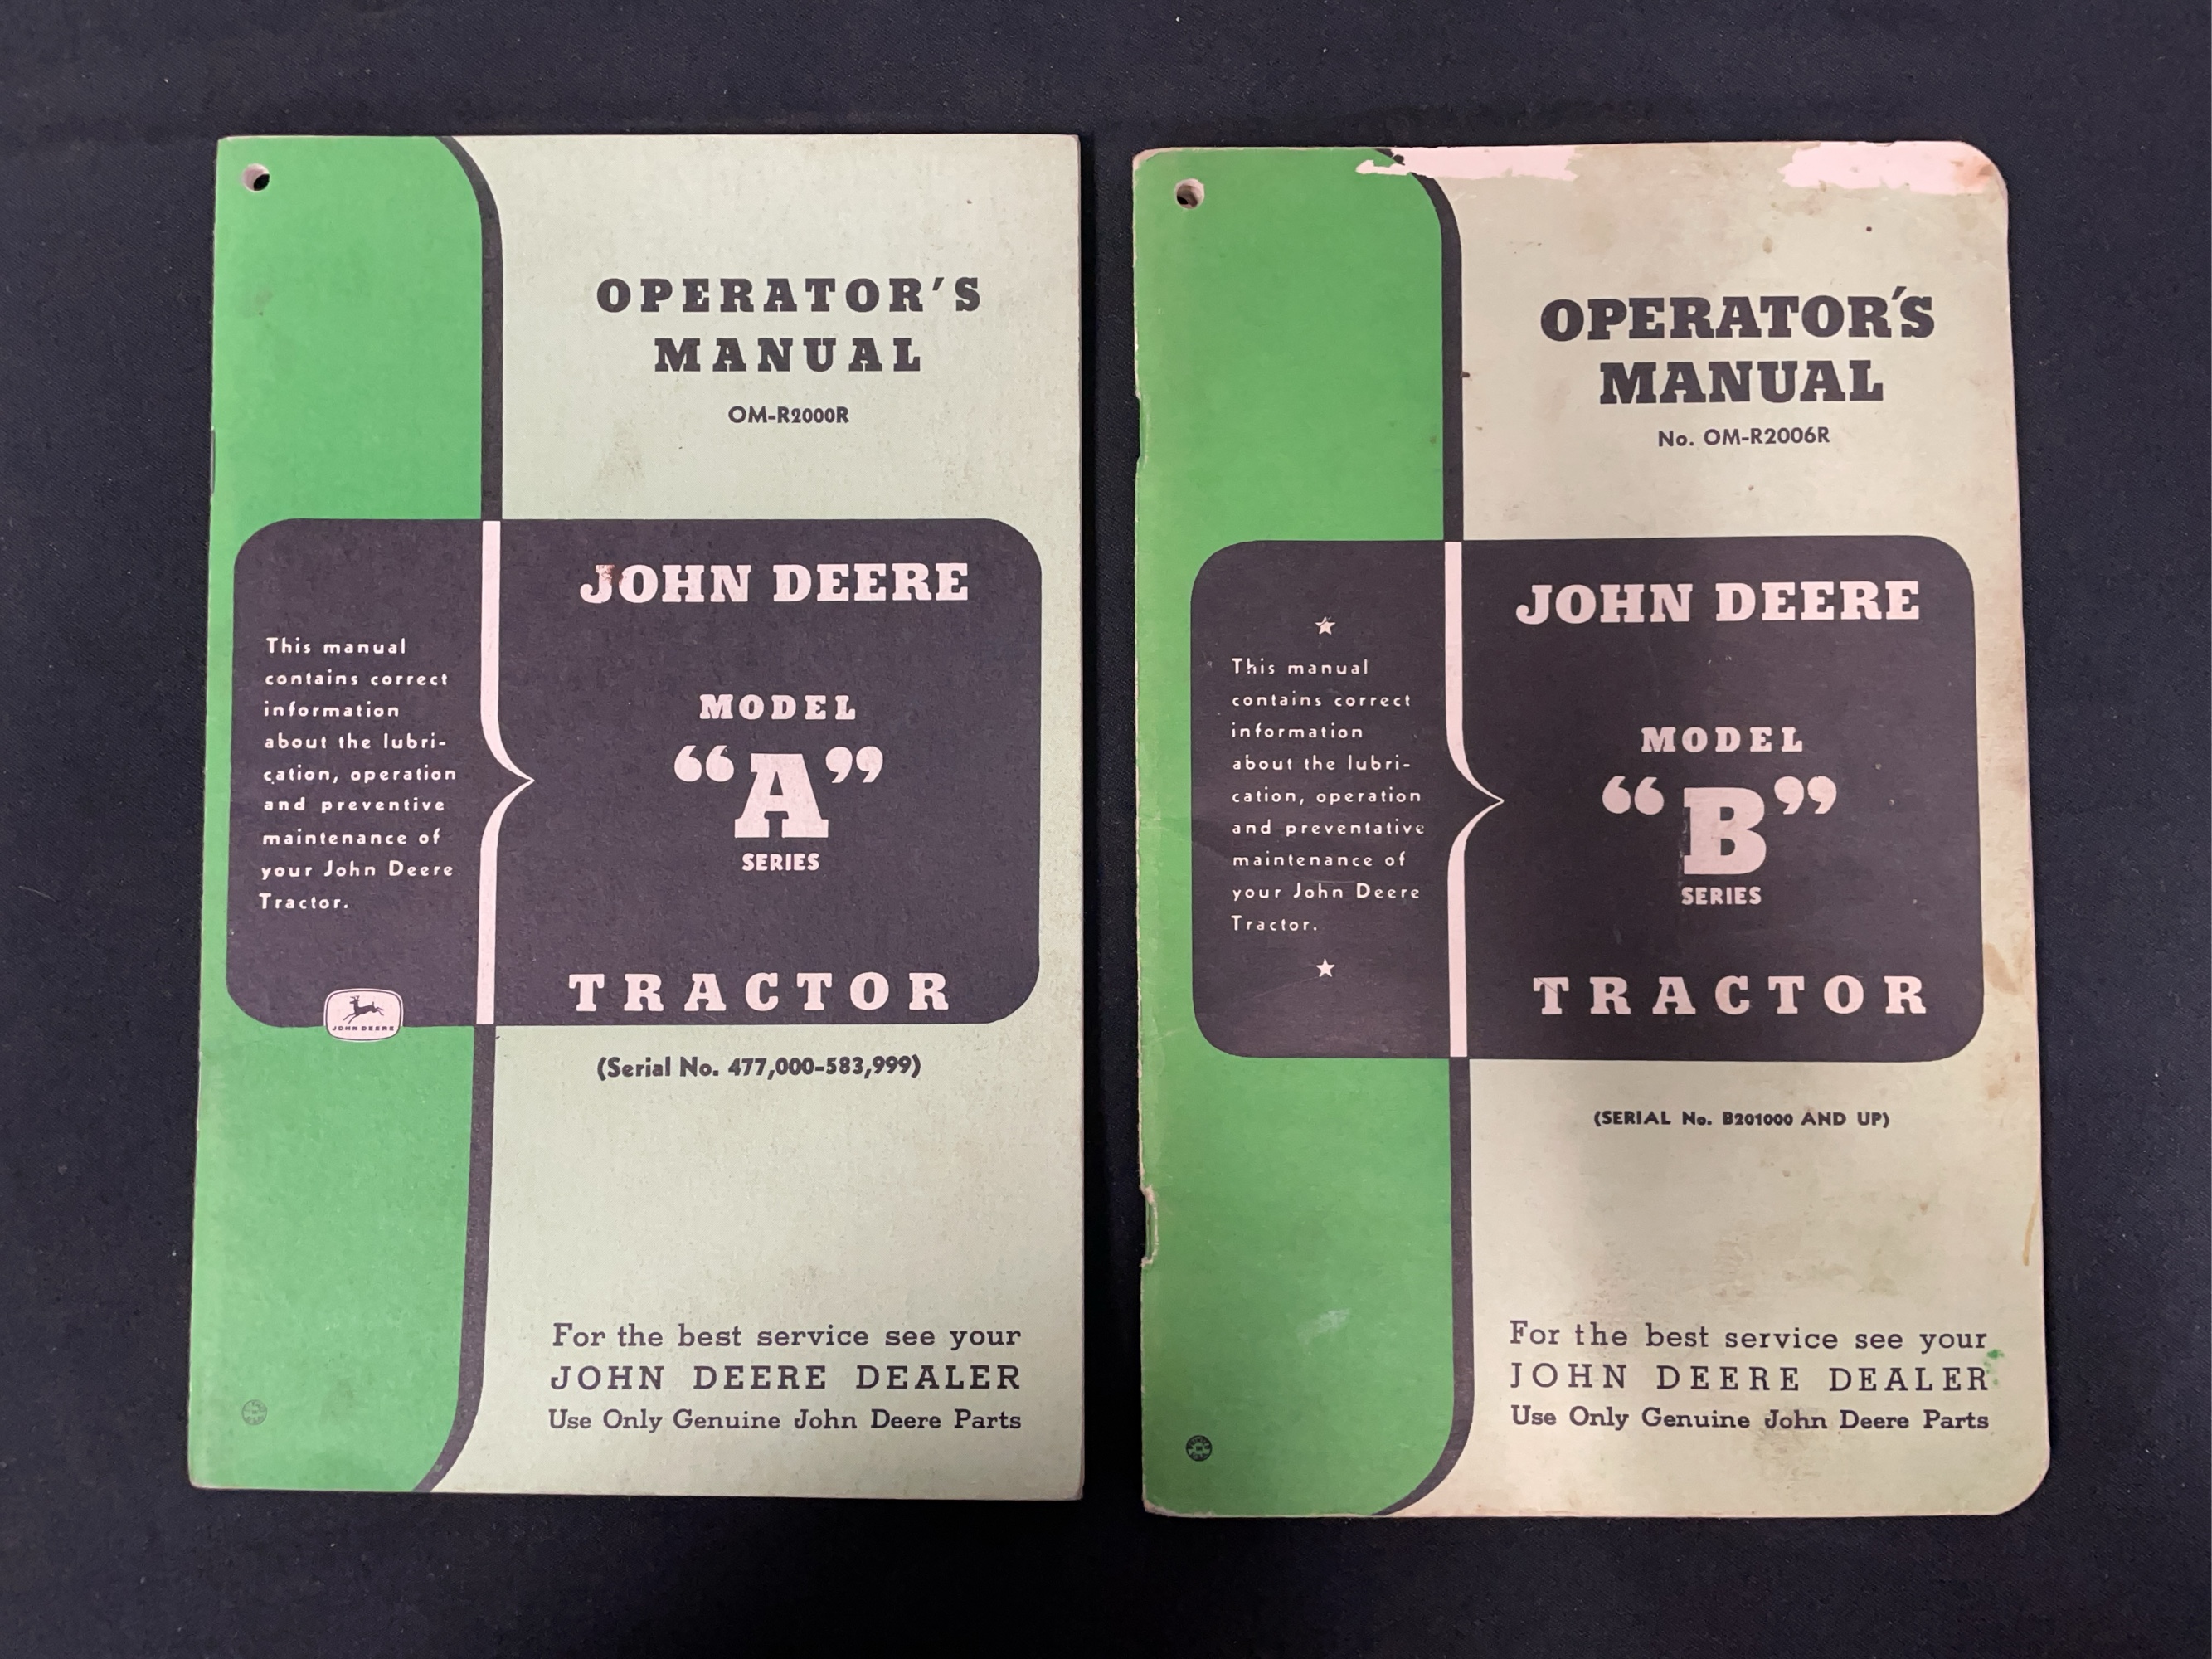 OPERATOR'S
MANUAL
OM-R2000R
JOHN DEERE
This manual
contains correct
information
about the lubri-
cation, operation
and preventive
maintenance of
your John Deere
Tractor.
MODEL
“A”
SERIES
TRACTOR
JOHN DEERE
(Serial No. 477,000-583,999)
For the best service see your
JOHN DEERE DEALER
Use Only Genuine John Deere Parts
OPERATOR'S
MANUAL
No. OM-R2006R
JOHN DEERE
This manual
contains correct
information
about the lubri-
cation, operation
and preventative
maintenance of
your John Deere
Tractor.
MODEL
“B”
SERIES
TRACTOR
(SERIAL No. B201000 AND UP)
For the best service see your
JOHN DEERE DEALER
Use Only Genuine John Deere Parts